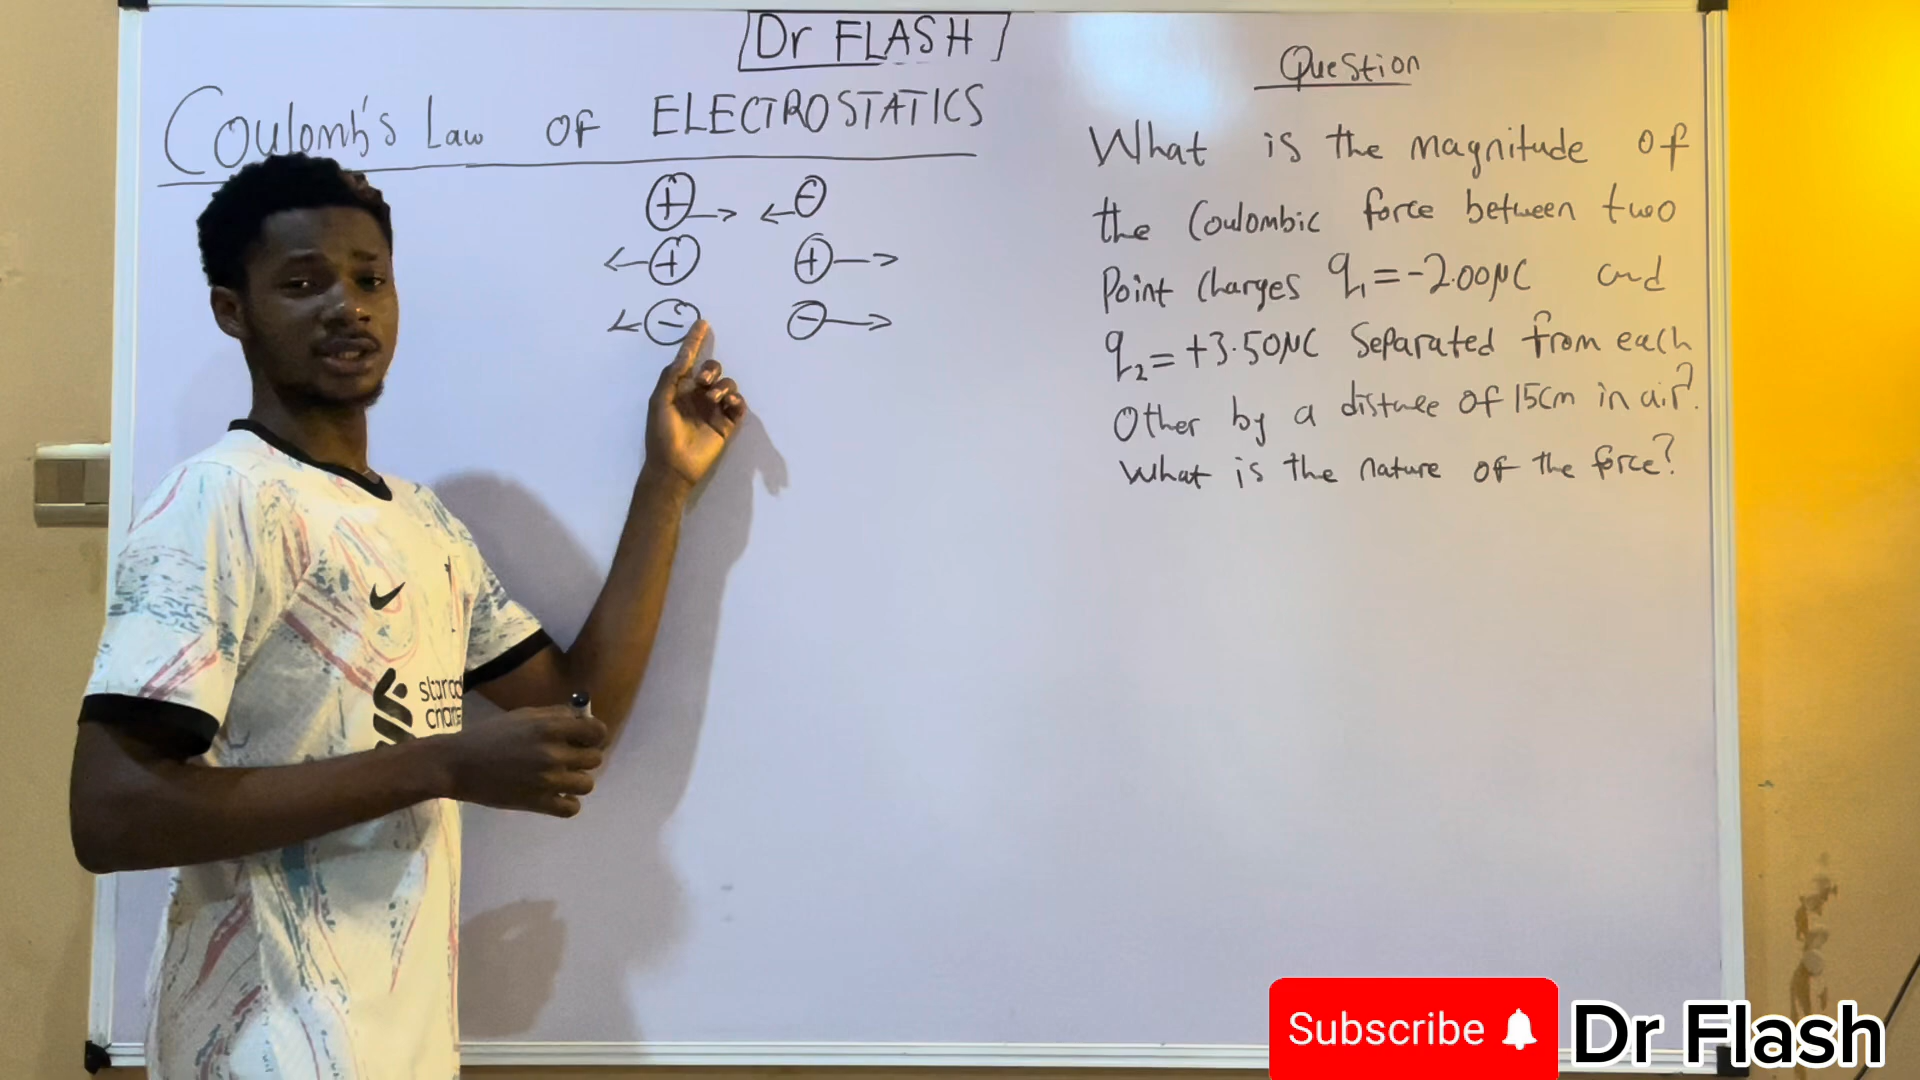 Dr FLASH
Coulomb's Law OF ELECTROSTATICS
+ → ← -
← + + →
← - - →
Question
What is the magnitude of
the Coulombic force between two
Point Charges q₁ = -2.00μC and
q₂ = +3.50μC Separated from each
Other by a distance of 15cm in air?
What is the nature of the force?
Subscribe
Dr Flash